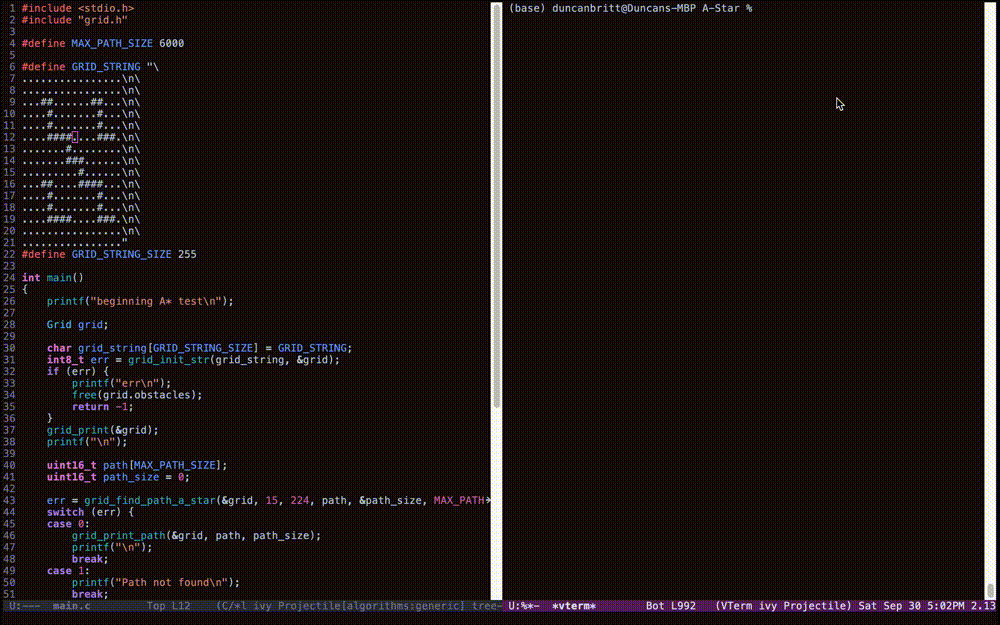 1 #include <stdio.h>
2 #include "grid.h"
3
4 #define MAX_PATH_SIZE 6000
5
6 #define GRID_STRING "\
7 ................\n\
8 ................\n\
9 ...##......##...\n\
10 ....#.......#...\n\
11 ....#.......#...\n\
12 ....####....###.\n\
13 .......#........\n\
14 .......###......\n\
15 .........#......\n\
16 ...##....####...\n\
17 ....#.......#...\n\
18 ....#.......#...\n\
19 ....####....###.\n\
20 ................\n\
21 ................"
22 #define GRID_STRING_SIZE 255
23
24 int main()
25 {
26     printf("beginning A* test\n");
27
28     Grid grid;
29
30     char grid_string[GRID_STRING_SIZE] = GRID_STRING;
31     int8_t err = grid_init_str(grid_string, &grid);
32     if (err) {
33         printf("err\n");
34         free(grid.obstacles);
35         return -1;
36     }
37     grid_print(&grid);
38     printf("\n");
39
40     uint16_t path[MAX_PATH_SIZE];
41     uint16_t path_size = 0;
42
43     err = grid_find_path_a_star(&grid, 15, 224, path, &path_size, MAX_PATH
44     switch (err) {
45     case 0:
46         grid_print_path(&grid, path, path_size);
47         printf("\n");
48         break;
49     case 1:
50         printf("Path not found\n");
51         break;
U:---  main.c         Top L12    (C/*l ivy Projectile[algorithms:generic] tree-
(base) duncanbritt@Duncans-MBP A-Star %
U:%*-  *vterm*        Bot L992   (VTerm ivy Projectile) Sat Sep 30 5:02PM 2.13